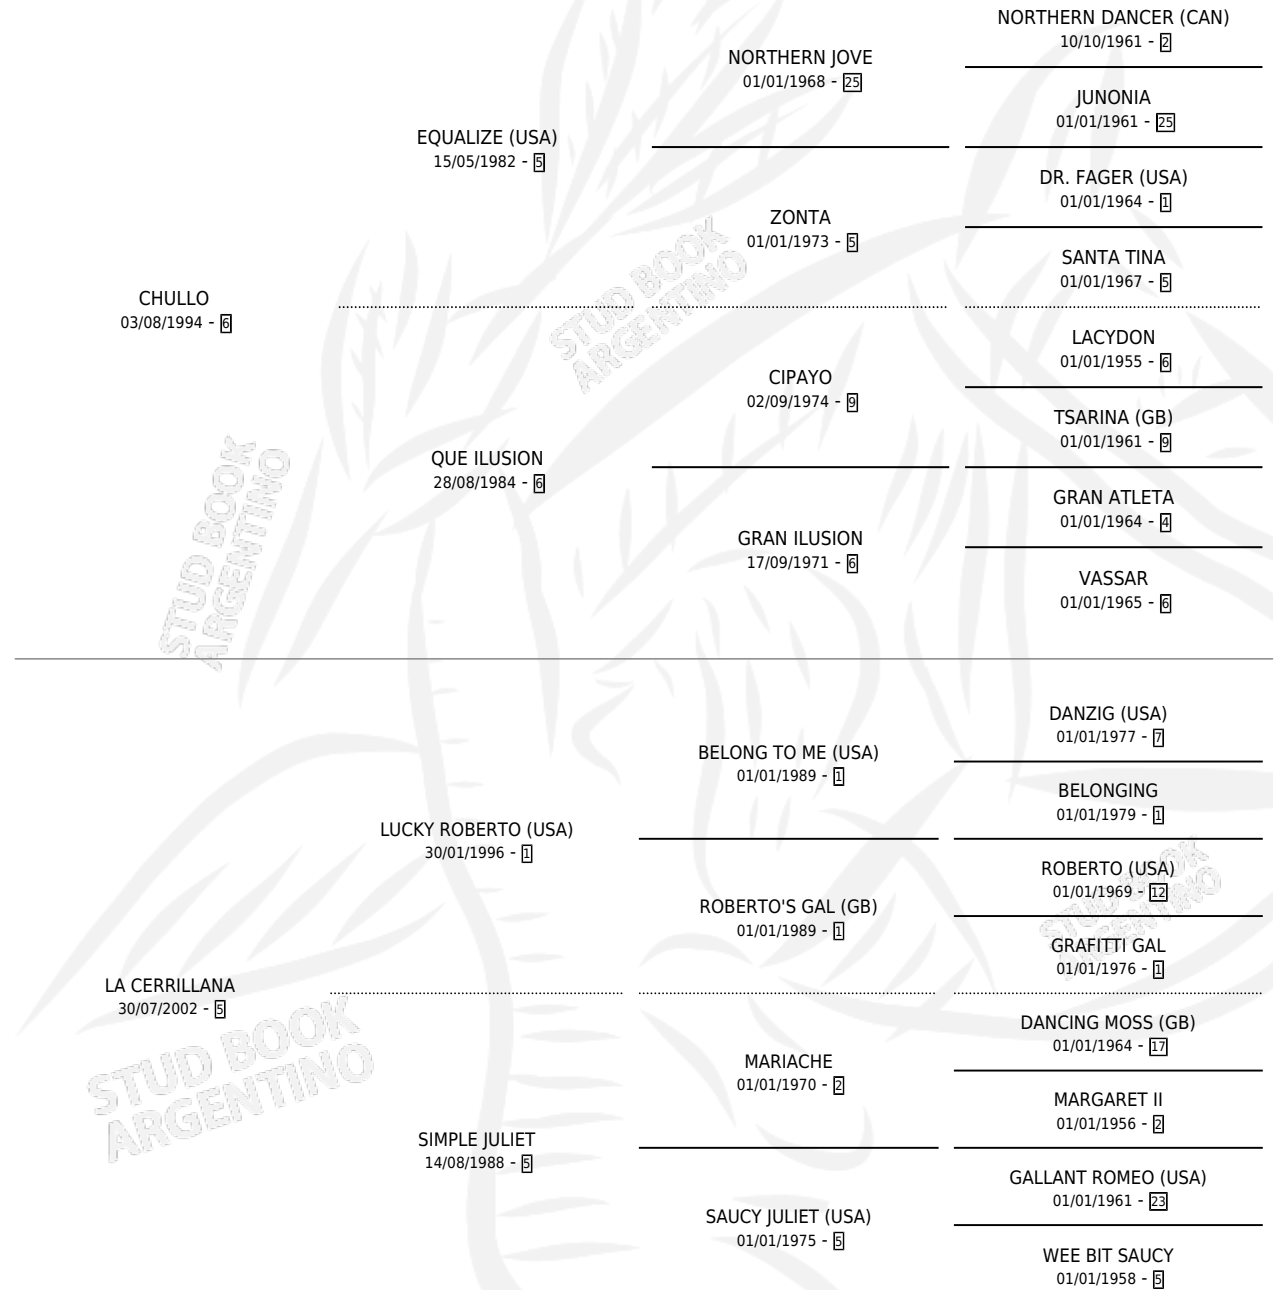 NORTHERN DANCER (CAN)
10/10/1961 - 2
NORTHERN JOVE
01/01/1968 - 25
JUNONIA
01/01/1961 - 25
EQUALIZE (USA)
15/05/1982 - 5
DR. FAGER (USA)
01/01/1964 - 1
ZONTA
01/01/1973 - 5
SANTA TINA
01/01/1967 - 5
CHULLO
03/08/1994 - 6
STUD BOOK
ARGENTINO
LACYDON
01/01/1955 - 6
CIPAYO
02/09/1974 - 9
TSARINA (GB)
01/01/1961 - 9
QUE ILUSION
28/08/1984 - 6
GRAN ATLETA
01/01/1964 - 4
GRAN ILUSION
17/09/1971 - 6
VASSAR
01/01/1965 - 6
STUD BOOK
ARGENTINO
DANZIG (USA)
01/01/1977 - 7
BELONG TO ME (USA)
01/01/1989 - 1
BELONGING
01/01/1979 - 1
LUCKY ROBERTO (USA)
30/01/1996 - 1
ROBERTO (USA)
01/01/1969 - 12
ROBERTO'S GAL (GB)
01/01/1989 - 1
GRAFITTI GAL
01/01/1976 - 1
STUD BOOK
ARGENTINO
LA CERRILLANA
30/07/2002 - 5
STUD BOOK
ARGENTINO
DANCING MOSS (GB)
01/01/1964 - 17
MARIACHE
01/01/1970 - 2
MARGARET II
01/01/1956 - 2
SIMPLE JULIET
14/08/1988 - 5
GALLANT ROMEO (USA)
01/01/1961 - 23
SAUCY JULIET (USA)
01/01/1975 - 5
WEE BIT SAUCY
01/01/1958 - 5